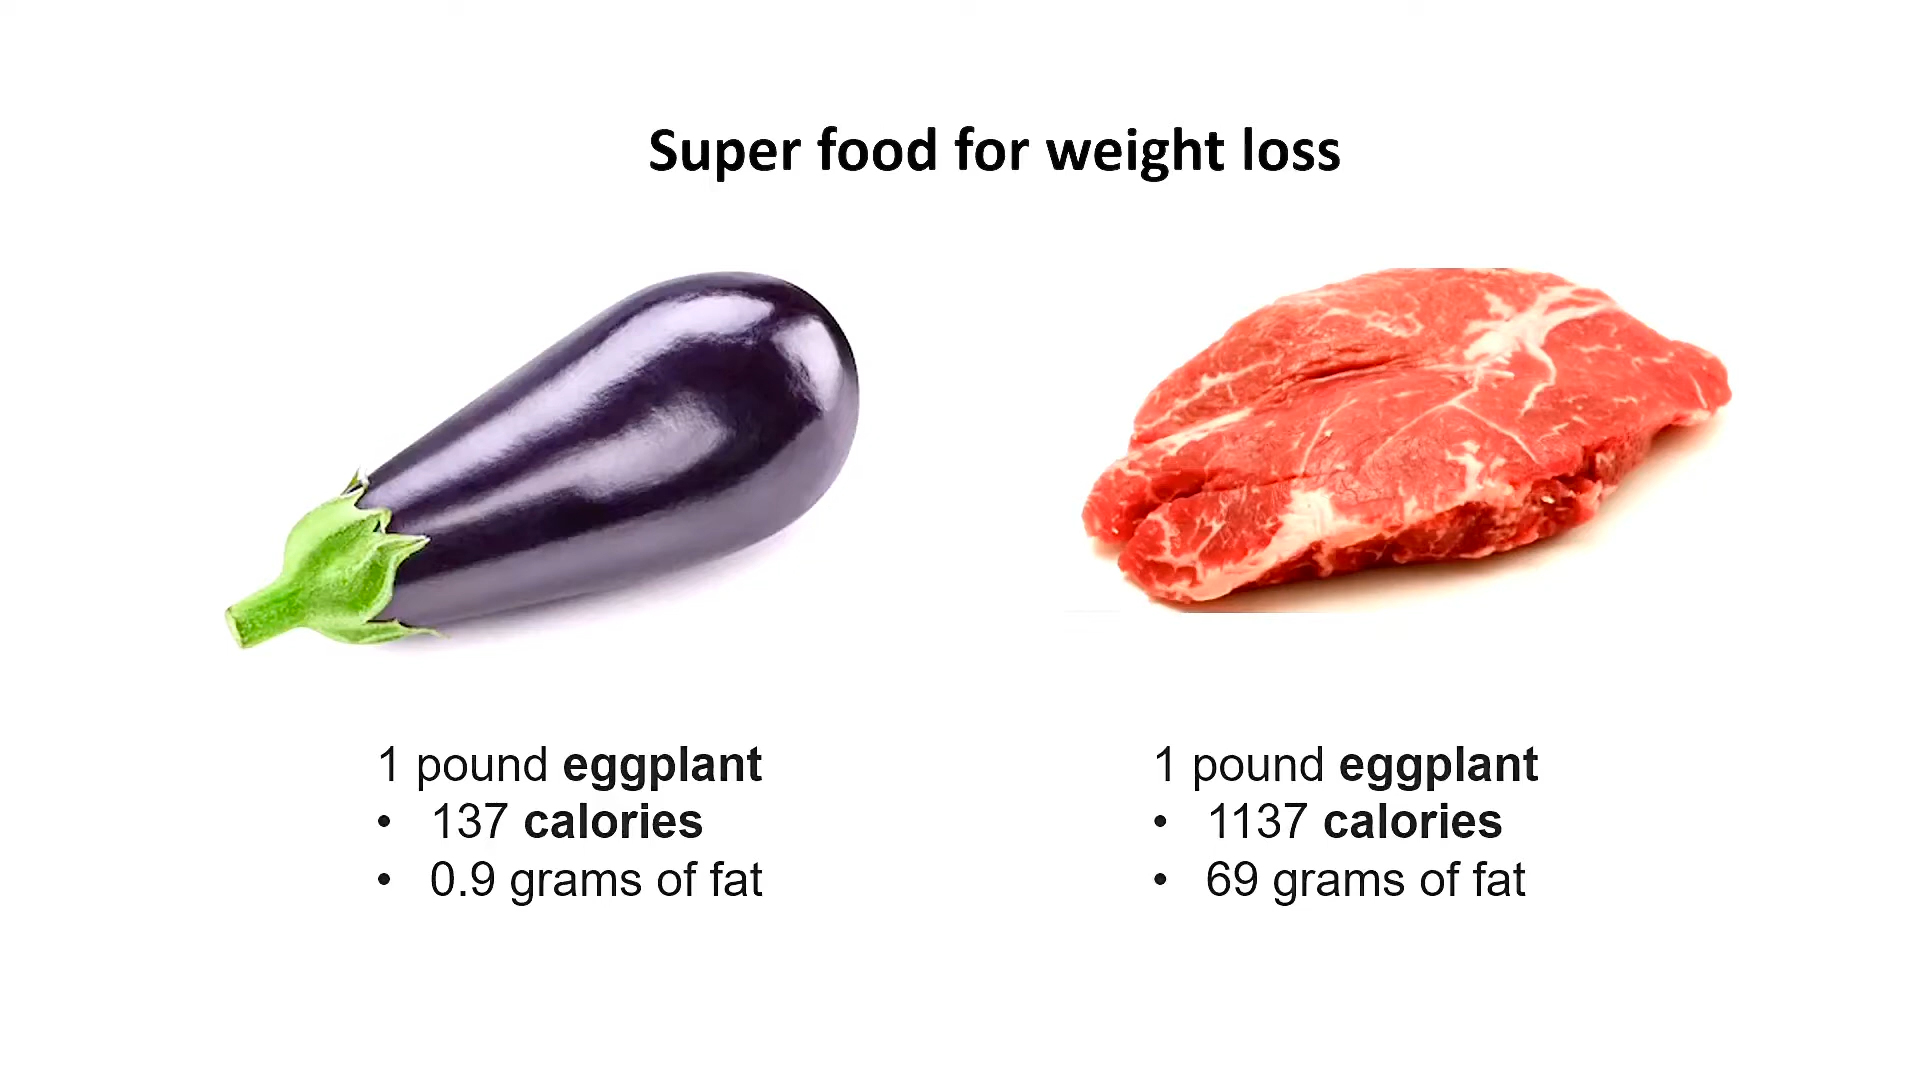 Super food for weight loss
1 pound eggplant
• 137 calories
• 0.9 grams of fat
1 pound eggplant
• 1137 calories
• 69 grams of fat